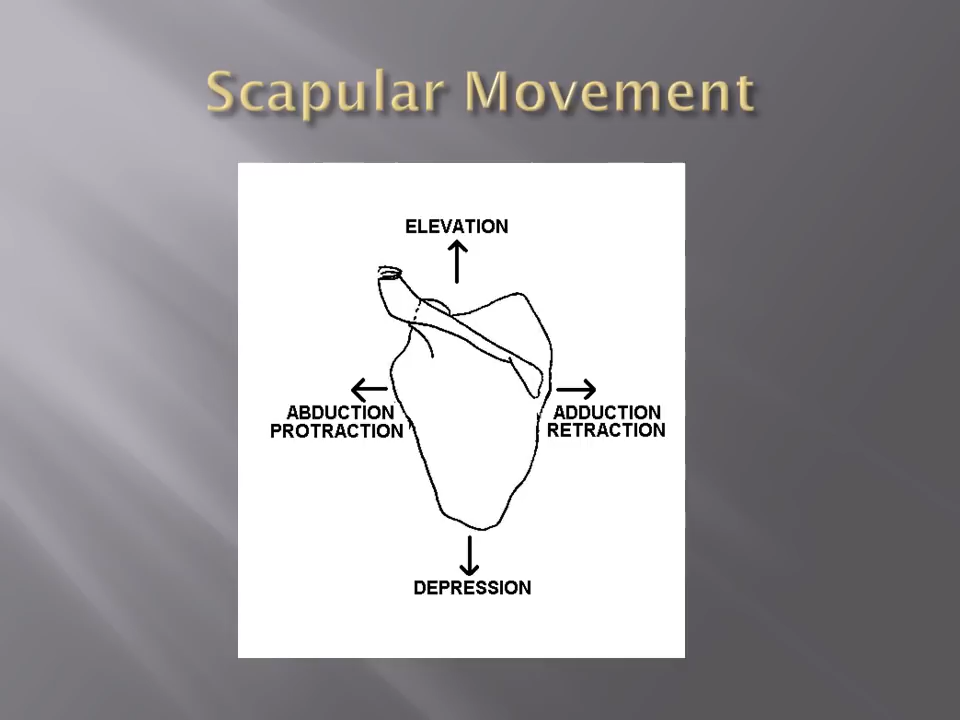 Scapular Movement
ELEVATION
ABDUCTION
PROTRACTION
ADDUCTION
RETRACTION
DEPRESSION